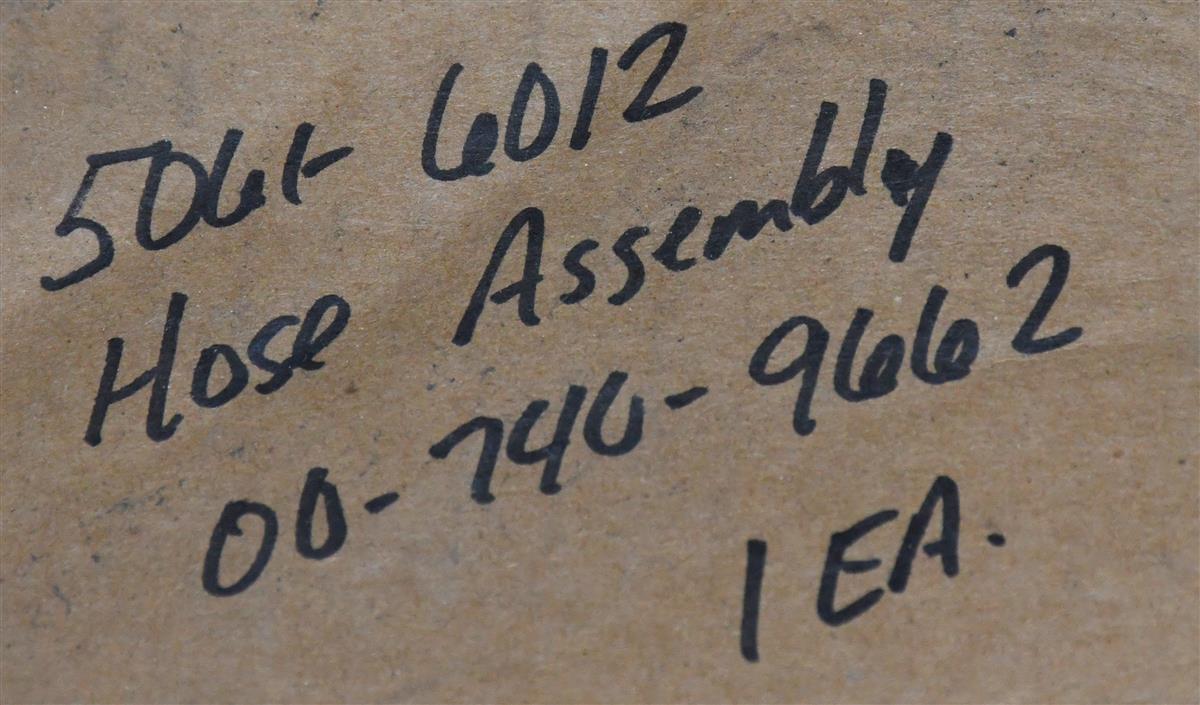 5061-6012
Hose Assembly
00-740-9662
1 EA.